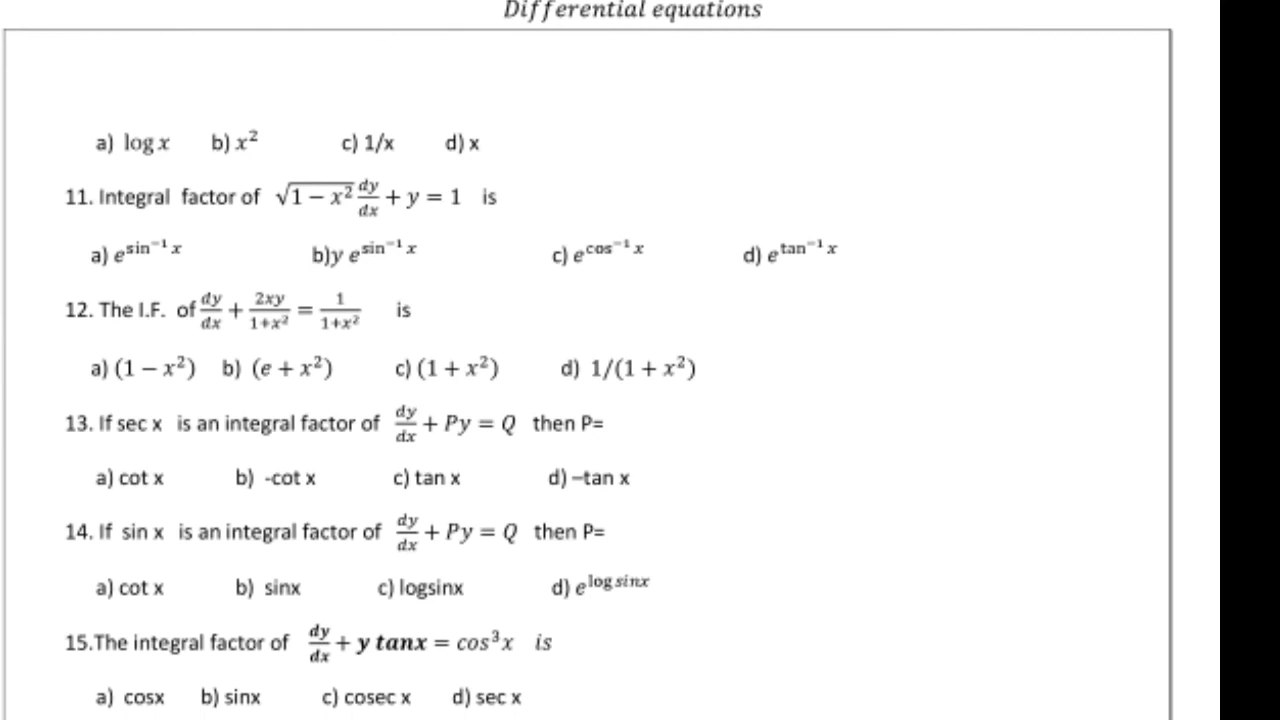 Differential equations
a) log x b) x² c) 1/x d) x
11. Integral factor of √(1 − x²) dy/dx + y = 1 is
a) e^(sin⁻¹ x) b)y e^(sin⁻¹ x) c) e^(cos⁻¹ x) d) e^(tan⁻¹ x)
12. The I.F. of dy/dx + 2xy/(1+x²) = 1/(1+x²) is
a) (1 − x²) b) (e + x²) c) (1 + x²) d) 1/(1 + x²)
13. If sec x is an integral factor of dy/dx + Py = Q then P=
a) cot x b) -cot x c) tan x d) –tan x
14. If sin x is an integral factor of dy/dx + Py = Q then P=
a) cot x b) sinx c) logsinx d) e^(log sinx)
15.The integral factor of dy/dx + y tanx = cos³x is
a) cosx b) sinx c) cosec x d) sec x